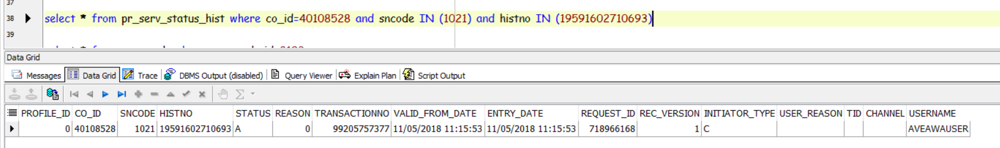 37
38 select * from pr_serv_status_hist where co_id=40108528 and sncode IN (1021) and histno IN (19591602710693)
39
Data Grid
Messages Data Grid Trace DBMS Output (disabled) Query Viewer Explain Plan Script Output
PROFILE_ID CO_ID SNCODE HISTNO STATUS REASON TRANSACTIONNO VALID_FROM_DATE ENTRY_DATE REQUEST_ID REC_VERSION INITIATOR_TYPE USER_REASON TID CHANNEL USERNAME
0 40108528 1021 19591602710693 A 0 99205757377 11/05/2018 11:15:53 11/05/2018 11:15:53 718966168 1 C AVEAWAUSER